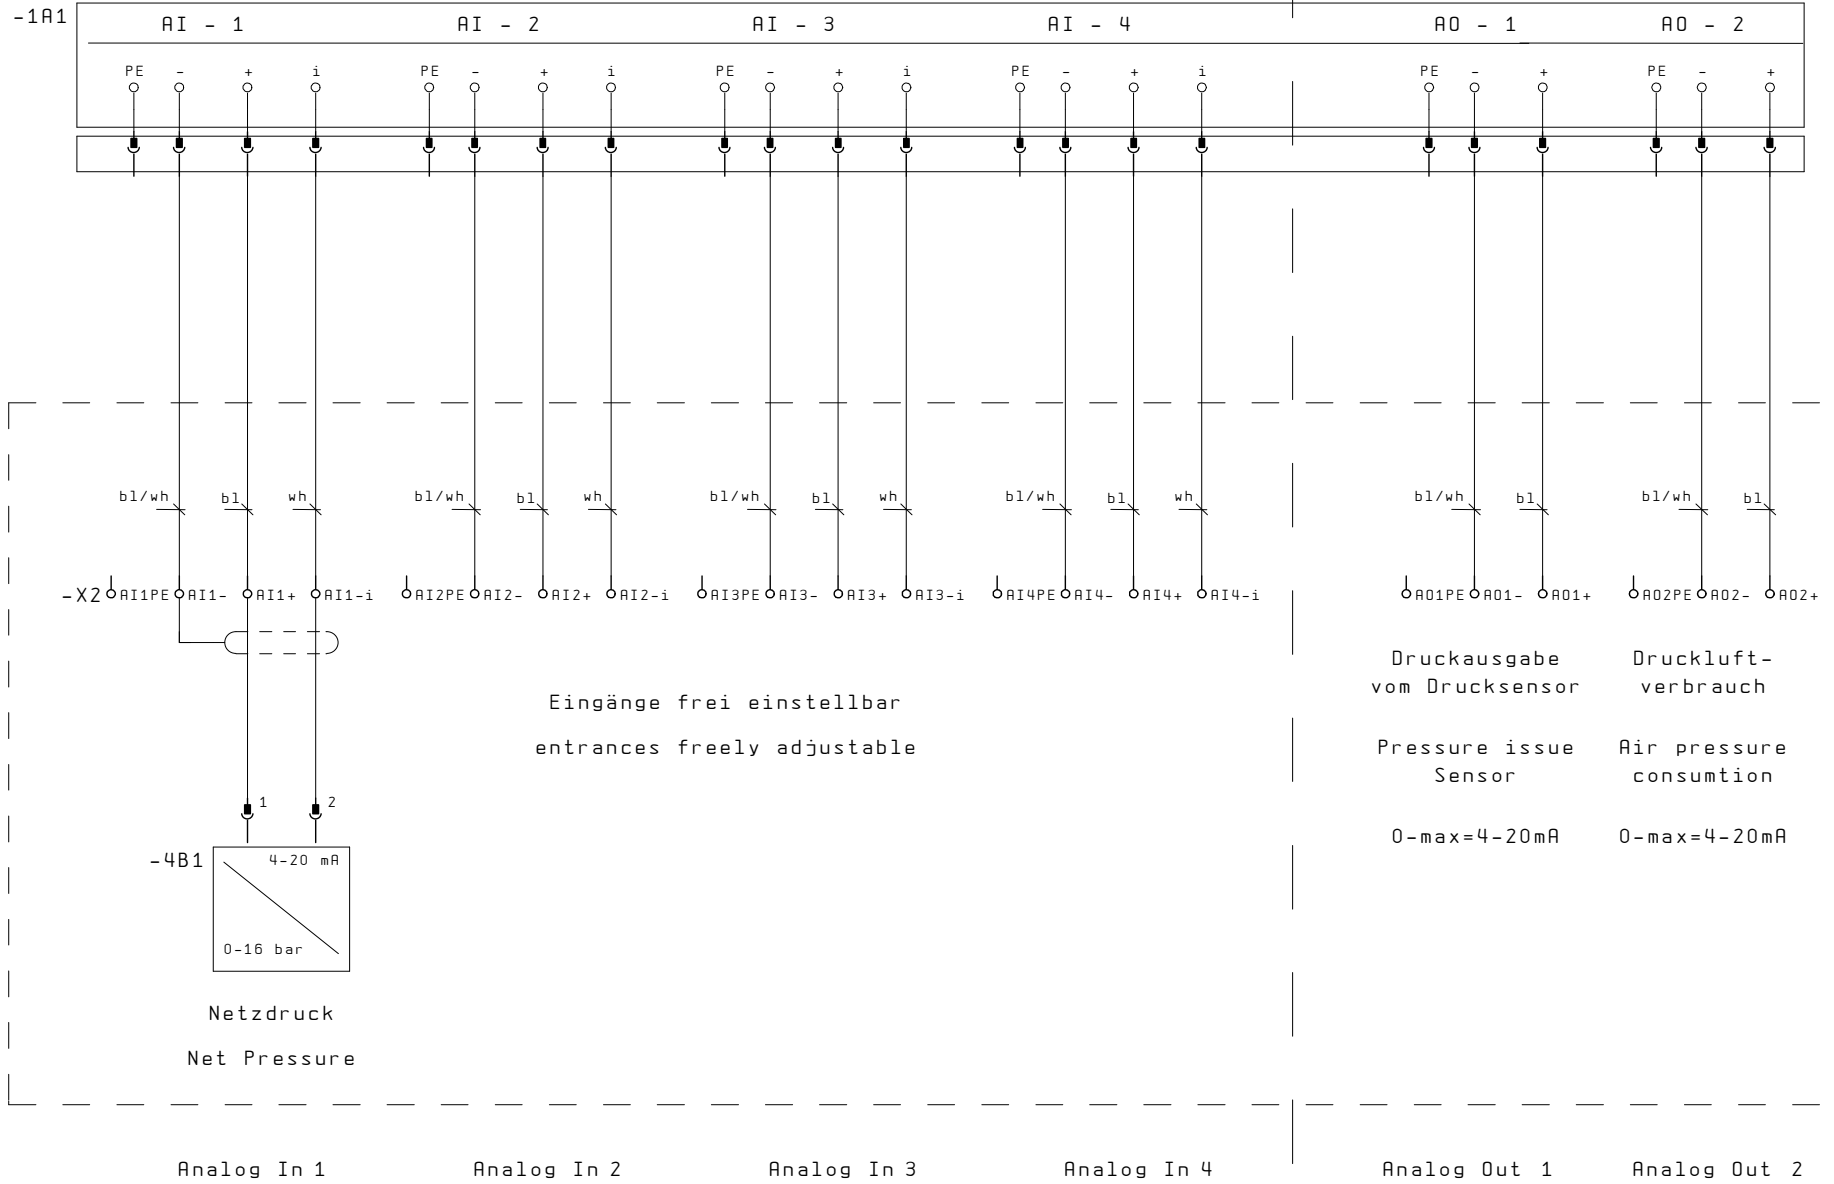 -1A1 AI - 1 AI - 2 AI - 3 AI - 4 AO - 1 AO - 2
PE - + i PE - + i PE - + i PE - + i PE - + PE - +
bl/wh bl wh bl/wh bl wh bl/wh bl wh bl/wh bl wh bl/wh bl bl/wh bl
-X2 AI1PE AI1- AI1+ AI1-i AI2PE AI2- AI2+ AI2-i AI3PE AI3- AI3+ AI3-i AI4PE AI4- AI4+ AI4-i AO1PE AO1- AO1+ AO2PE AO2- AO2+
Eingänge frei einstellbar
entrances freely adjustable
Druckausgabe
vom Drucksensor
Pressure issue
Sensor
0-max=4-20mA
Druckluft-
verbrauch
Air pressure
consumtion
0-max=4-20mA
1 2
-4B1 4-20 mA
0-16 bar
Netzdruck
Net Pressure
Analog In 1 Analog In 2 Analog In 3 Analog In 4 Analog Out 1 Analog Out 2